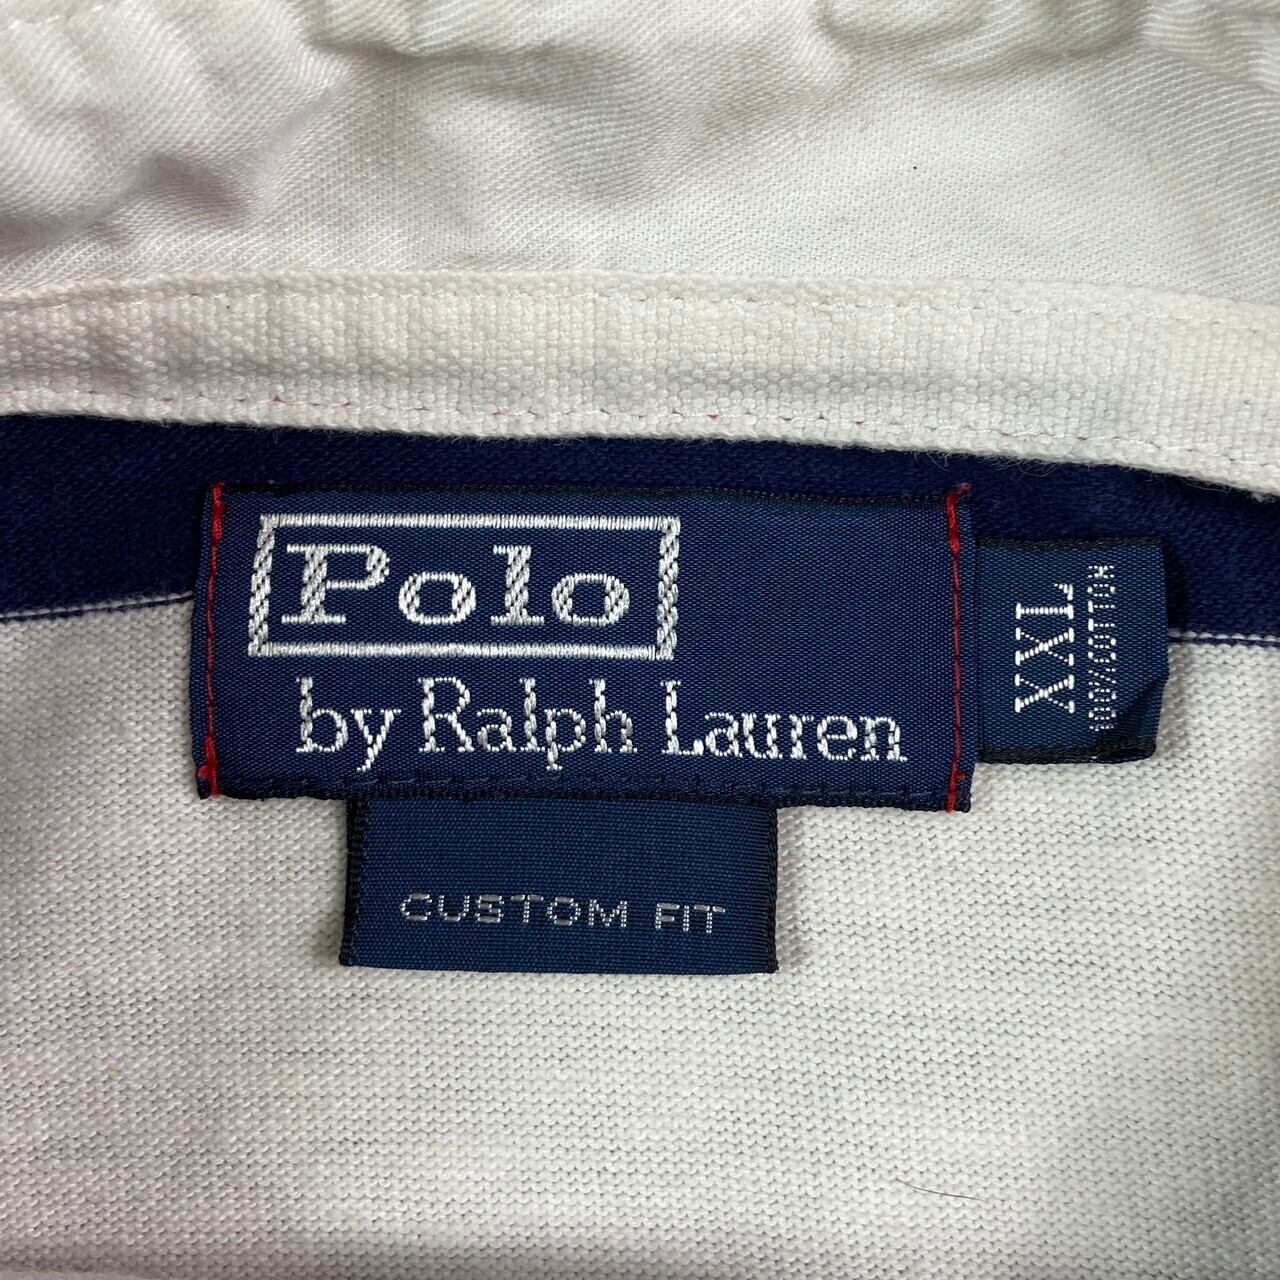 Polo
by Ralph Lauren
XXL
100% COTTON
CUSTOM FIT